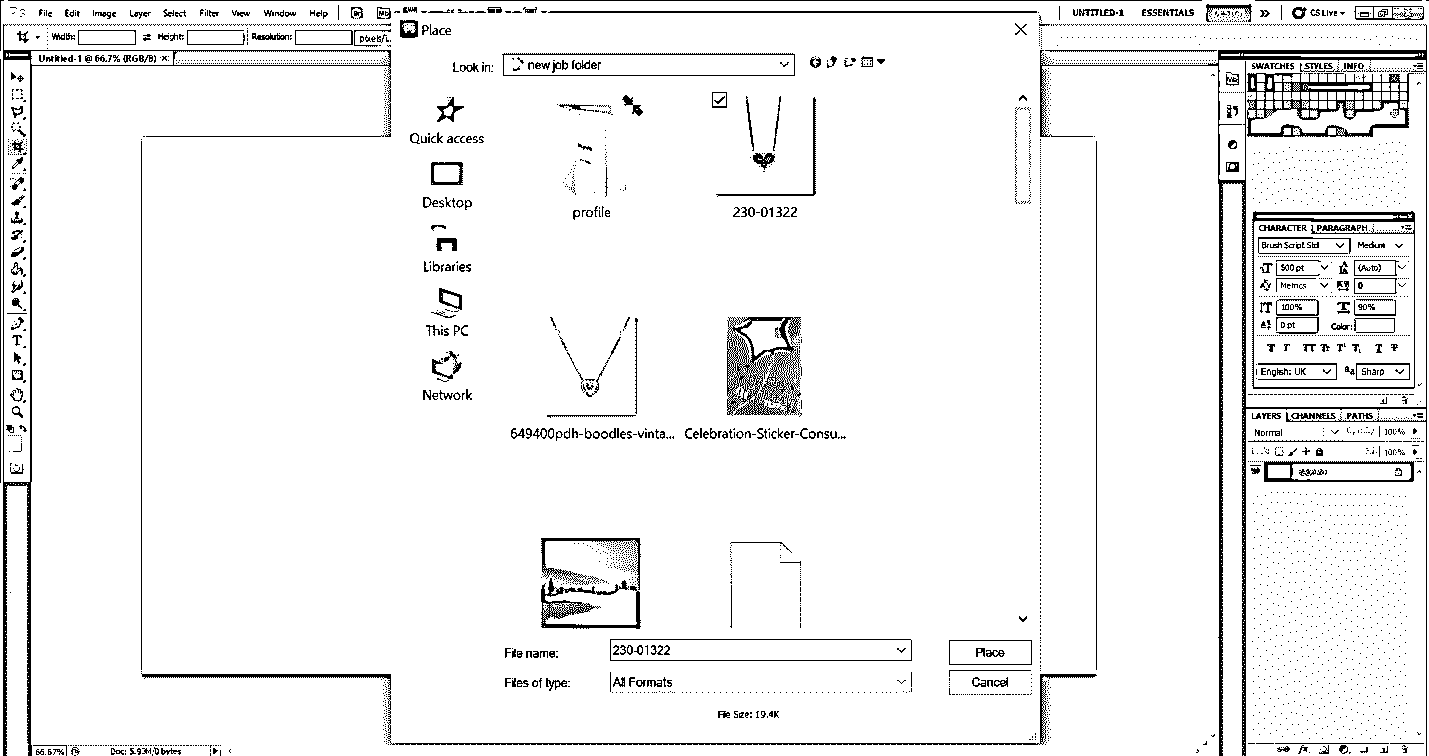 Ps File Edit Image Layer Select Filter View Window Help Br Mb
UNTITLED-1 ESSENTIALS CS Live
Width: Height: Resolution: pixels/
Untitled-1 @ 66.7% (RGB/8)
Place
Look in: new job folder
Quick access
Desktop
Libraries
This PC
Network
profile
230-01322
649400pdh-boodles-vinta...
Celebration-Sticker-Consu...
File name: 230-01322
Files of type: All Formats
Place
Cancel
File Size: 19.4K
SWATCHES STYLES INFO
CHARACTER PARAGRAPH
Brush Script Std Medium
500 pt (Auto)
Metrics 0
100% 90%
0 pt Color:
English: UK Sharp
LAYERS CHANNELS PATHS
Normal Opacity: 100%
Fill: 100%
66.67% Doc: 5.93M/0 bytes